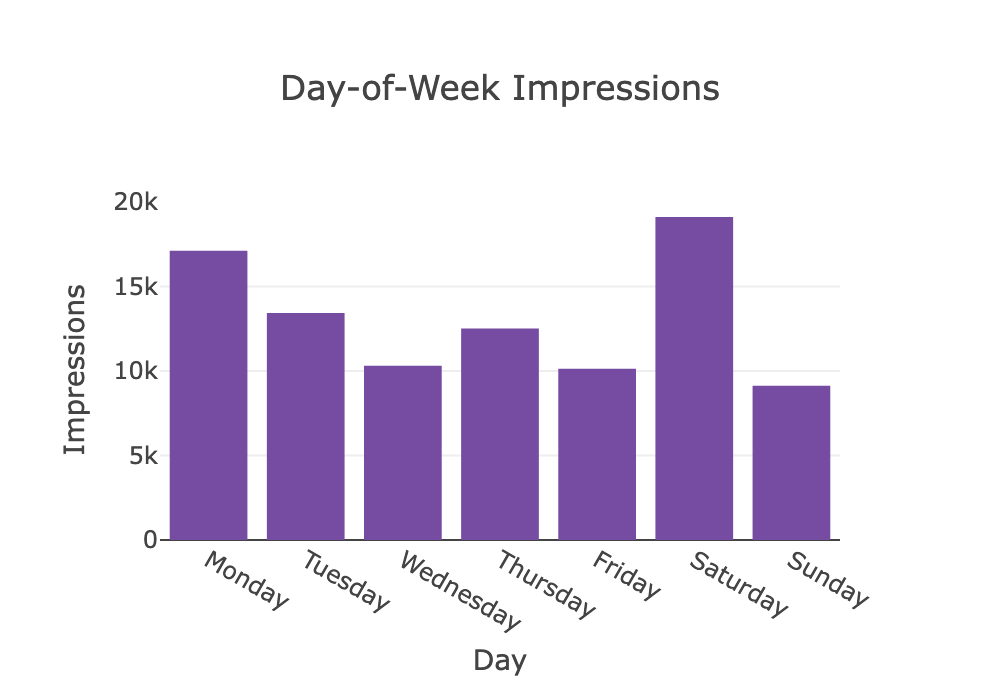 Day-of-Week Impressions
20k
15k
10k
5k
0
Impressions
Monday
Tuesday
Wednesday
Thursday
Friday
Saturday
Sunday
Day